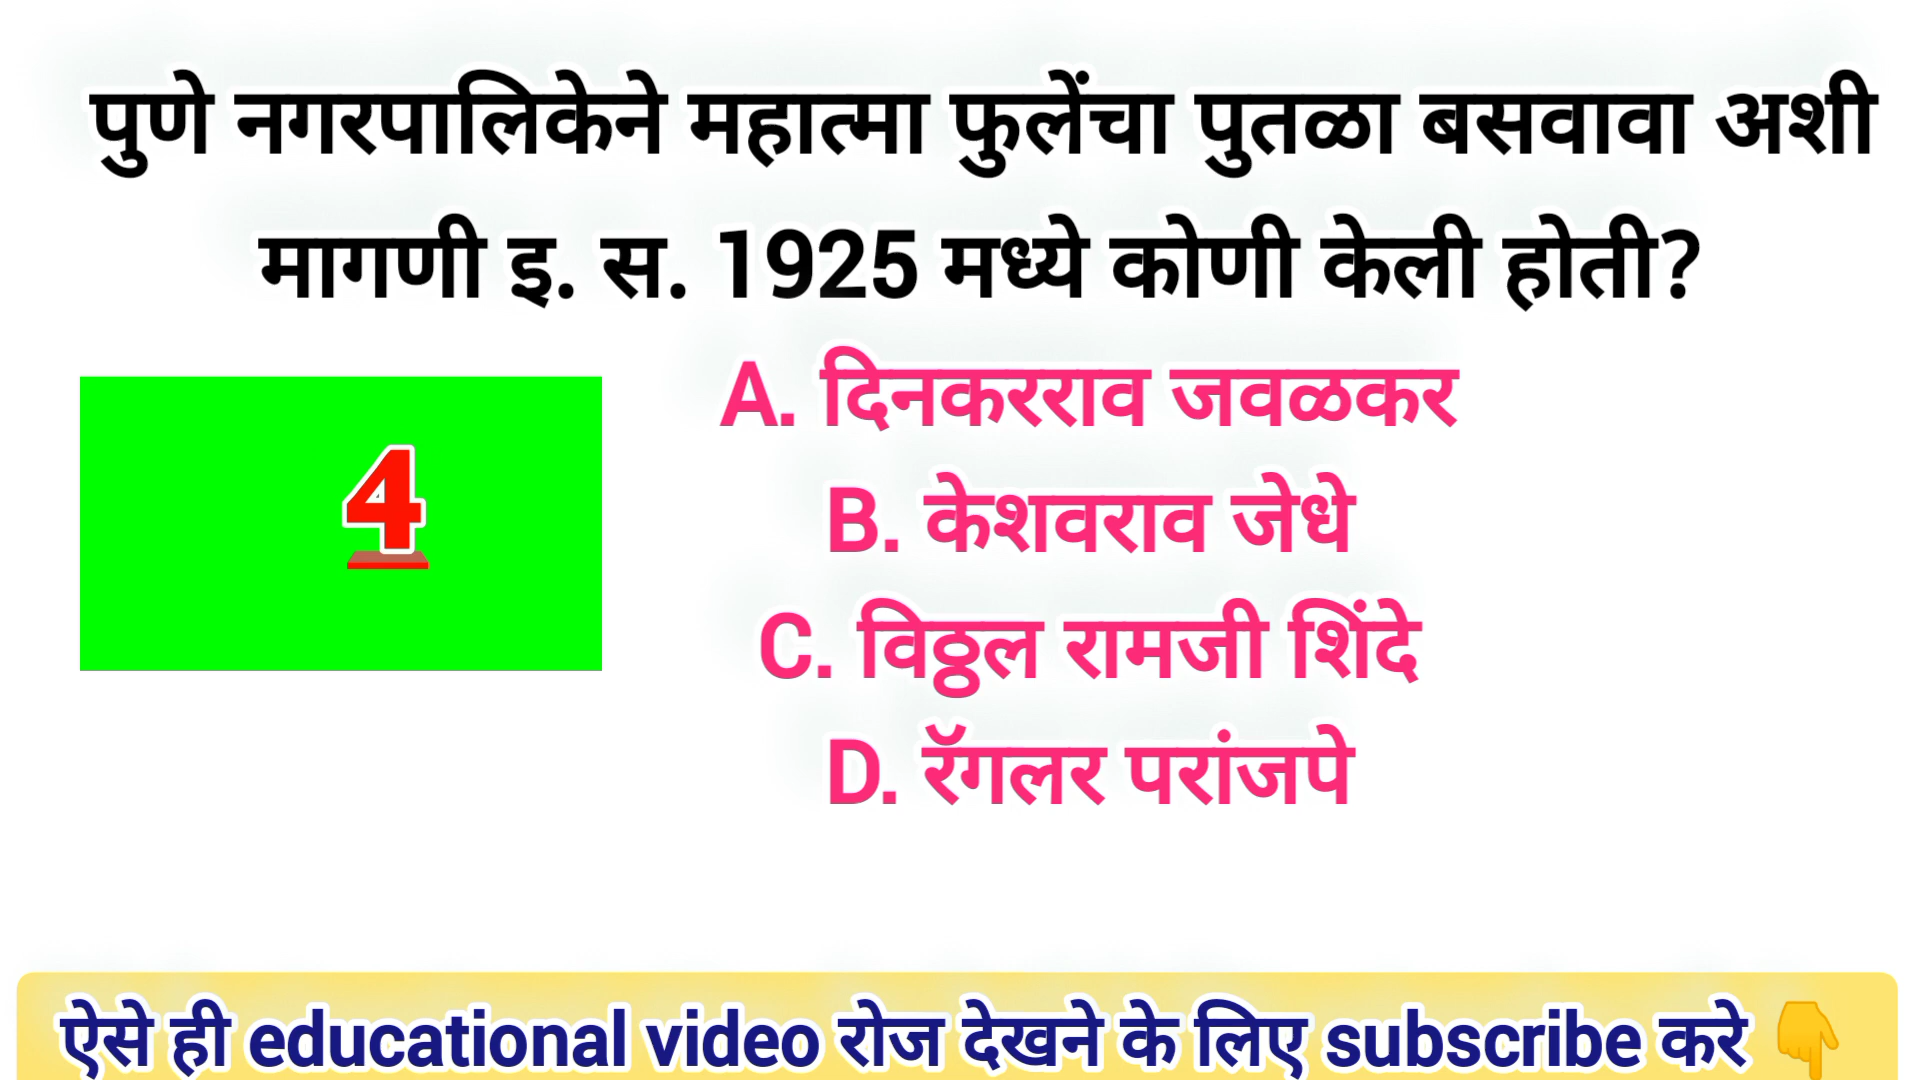 पुणे नगरपालिकेने महात्मा फुलेंचा पुतळा बसवावा अशी
मागणी इ. स. 1925 मध्ये कोणी केली होती?
4
A. दिनकरराव जवळकर
B. केशवराव जेधे
C. विठ्ठल रामजी शिंदे
D. रॅगलर परांजपे
ऐसे ही educational video रोज देखने के लिए subscribe करे 👇